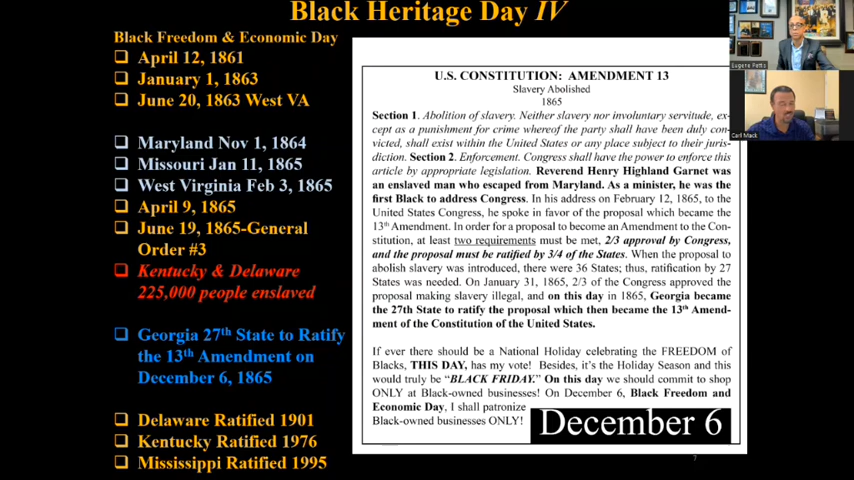 Black Heritage Day IV
Black Freedom & Economic Day
April 12, 1861
January 1, 1863
June 20, 1863 West VA
Maryland Nov 1, 1864
Missouri Jan 11, 1865
West Virginia Feb 3, 1865
April 9, 1865
June 19, 1865-General
Order #3
Kentucky & Delaware
225,000 people enslaved
Georgia 27th State to Ratify
the 13th Amendment on
December 6, 1865
Delaware Ratified 1901
Kentucky Ratified 1976
Mississippi Ratified 1995
U.S. CONSTITUTION: AMENDMENT 13
Slavery Abolished
1865
Section 1. Abolition of slavery. Neither slavery nor involuntary servitude, ex-
cept as a punishment for crime whereof the party shall have been duly con-
victed, shall exist within the United States or any place subject to their juris-
diction. Section 2. Enforcement. Congress shall have the power to enforce this
article by appropriate legislation. Reverend Henry Highland Garnet was
an enslaved man who escaped from Maryland. As a minister, he was the
first Black to address Congress. In his address on February 12, 1865, to the
United States Congress, he spoke in favor of the proposal which became the
13th Amendment. In order for a proposal to become an Amendment to the Con-
stitution, at least two requirements must be met, 2/3 approval by Congress,
and the proposal must be ratified by 3/4 of the States. When the proposal to
abolish slavery was introduced, there were 36 States; thus, ratification by 27
States was needed. On January 31, 1865, 2/3 of the Congress approved the
proposal making slavery illegal, and on this day in 1865, Georgia became
the 27th State to ratify the proposal which then became the 13th Amend-
ment of the Constitution of the United States.
If ever there should be a National Holiday celebrating the FREEDOM of
Blacks, THIS DAY, has my vote! Besides, it's the Holiday Season and this
would truly be "BLACK FRIDAY." On this day we should commit to shop
ONLY at Black-owned businesses! On December 6, Black Freedom and
Economic Day, I shall patronize
Black-owned businesses ONLY!
December 6
7
Eugene Potts
Carl Mack